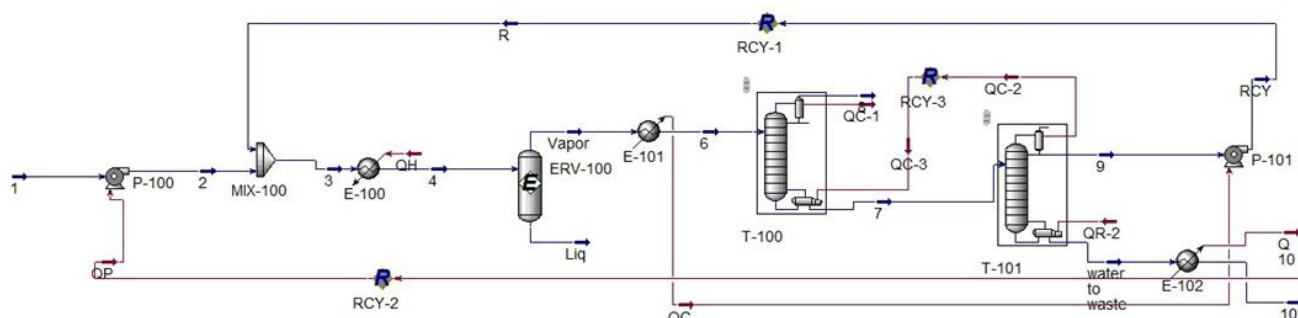 R
RCY-1
RCY-3
QC-2
RCY
QC-1
Vapor
E-101
6
QC-3
9
P-101
1
P-100
2
MIX-100
3
QH
E-100
4
ERV-100
E
7
T-100
QR-2
Liq
T-101
water
to
waste
Q
10
E-102
QP
RCY-2
10